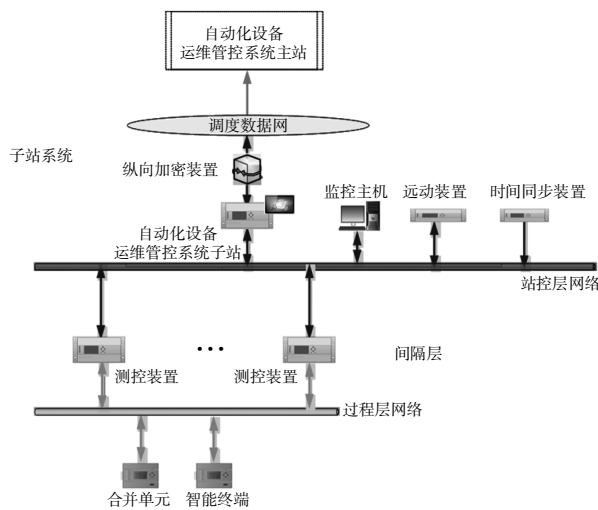 自动化设备
运维管控系统主站
调度数据网
子站系统
纵向加密装置
监控主机
远动装置
时间同步装置
自动化设备
运维管控系统子站
站控层网络
测控装置
...
测控装置
间隔层
过程层网络
合并单元
智能终端